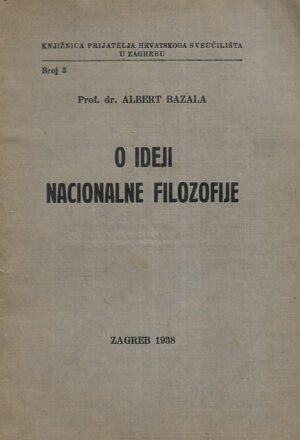 KNJIŽNICA PRIJATELJA HRVATSKOGA SVEUČILIŠTA
U ZAGREBU
Broj 3
Prof. dr. ALBERT BAZALA
O IDEJI
NACIONALNE FILOZOFIJE
ZAGREB 1938